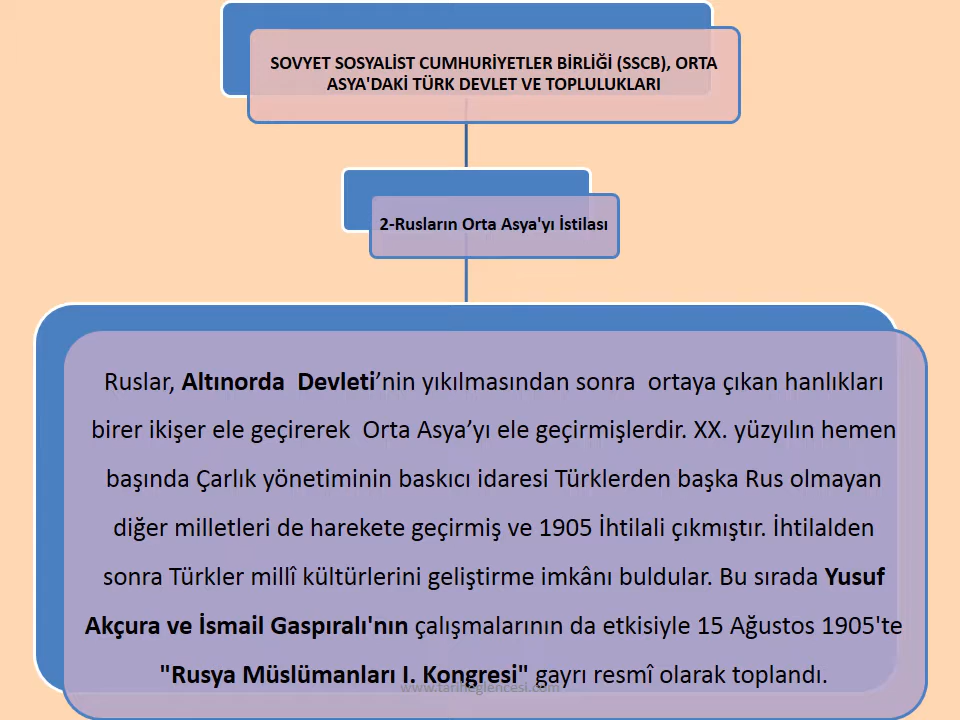 SOVYET SOSYALİST CUMHURİYETLER BİRLİĞİ (SSCB), ORTA
ASYA'DAKİ TÜRK DEVLET VE TOPLULUKLARI
2-Rusların Orta Asya'yı İstilası
Ruslar, Altınorda Devleti’nin yıkılmasından sonra ortaya çıkan hanlıkları
birer ikişer ele geçirerek Orta Asya’yı ele geçirmişlerdir. XX. yüzyılın hemen
başında Çarlık yönetiminin baskıcı idaresi Türklerden başka Rus olmayan
diğer milletleri de harekete geçirmiş ve 1905 İhtilali çıkmıştır. İhtilalden
sonra Türkler millî kültürlerini geliştirme imkânı buldular. Bu sırada Yusuf
Akçura ve İsmail Gaspıralı'nın çalışmalarının da etkisiyle 15 Ağustos 1905'te
"Rusya Müslümanları I. Kongresi" gayrı resmî olarak toplandı.
www.tariheglencesi.com